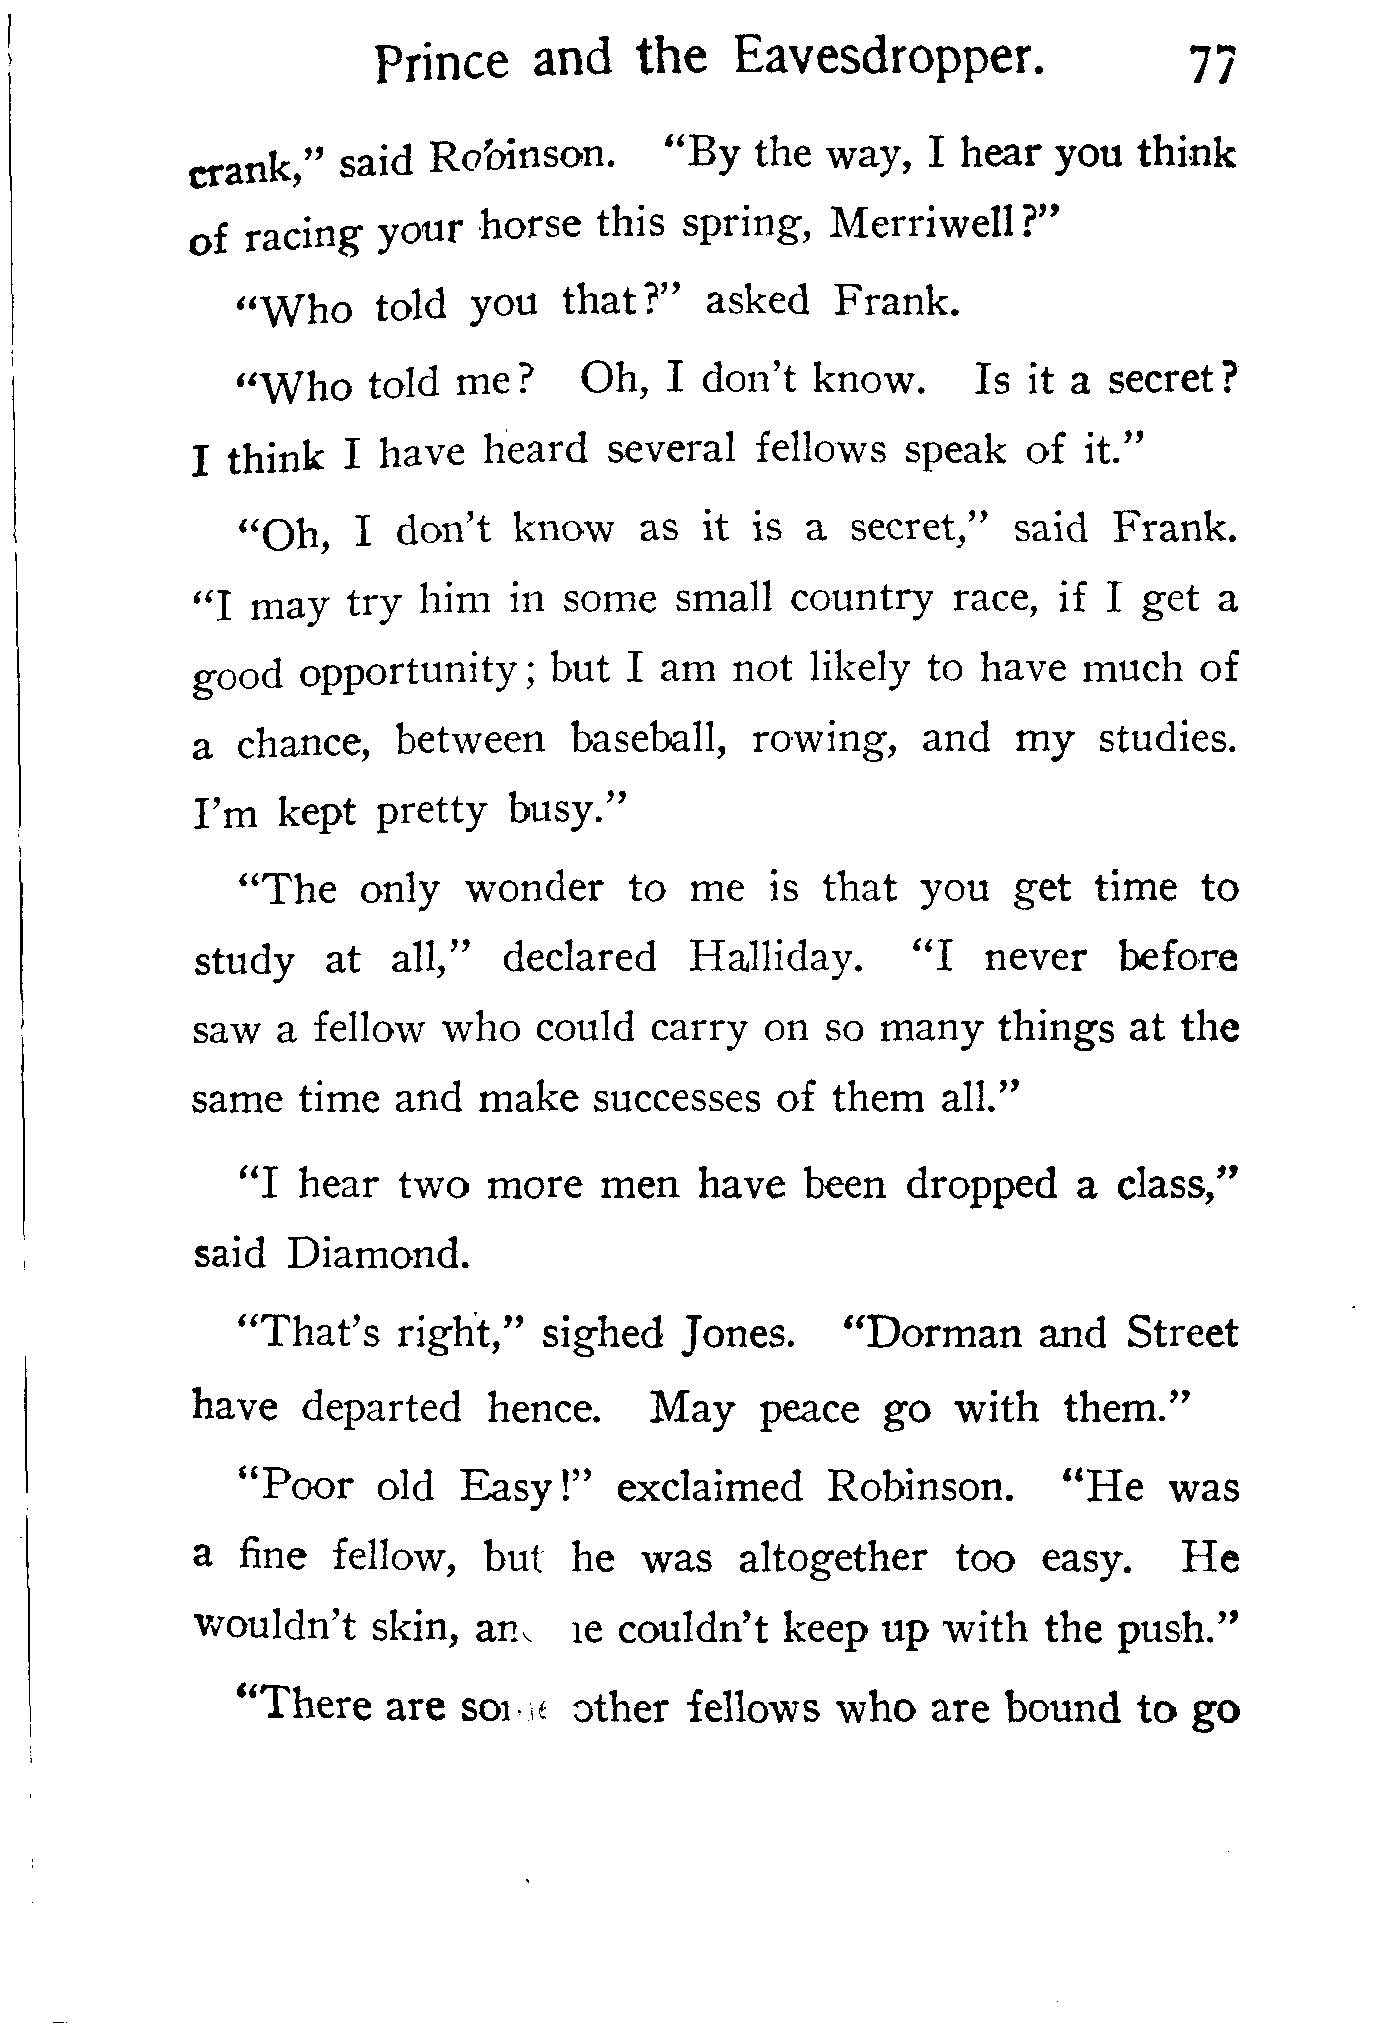 Prince and the Eavesdropper. 77
crank," said Robinson. "By the way, I hear you think
of racing your horse this spring, Merriwell?"
"Who told you that?" asked Frank.
"Who told me? Oh, I don't know. Is it a secret?
I think I have heard several fellows speak of it."
"Oh, I don't know as it is a secret," said Frank.
"I may try him in some small country race, if I get a
good opportunity; but I am not likely to have much of
a chance, between baseball, rowing, and my studies.
I'm kept pretty busy."
"The only wonder to me is that you get time to
study at all," declared Halliday. "I never before
saw a fellow who could carry on so many things at the
same time and make successes of them all."
"I hear two more men have been dropped a class,"
said Diamond.
"That's right," sighed Jones. "Dorman and Street
have departed hence. May peace go with them."
"Poor old Easy!" exclaimed Robinson. "He was
a fine fellow, but he was altogether too easy. He
wouldn't skin, and he couldn't keep up with the push."
"There are some other fellows who are bound to go